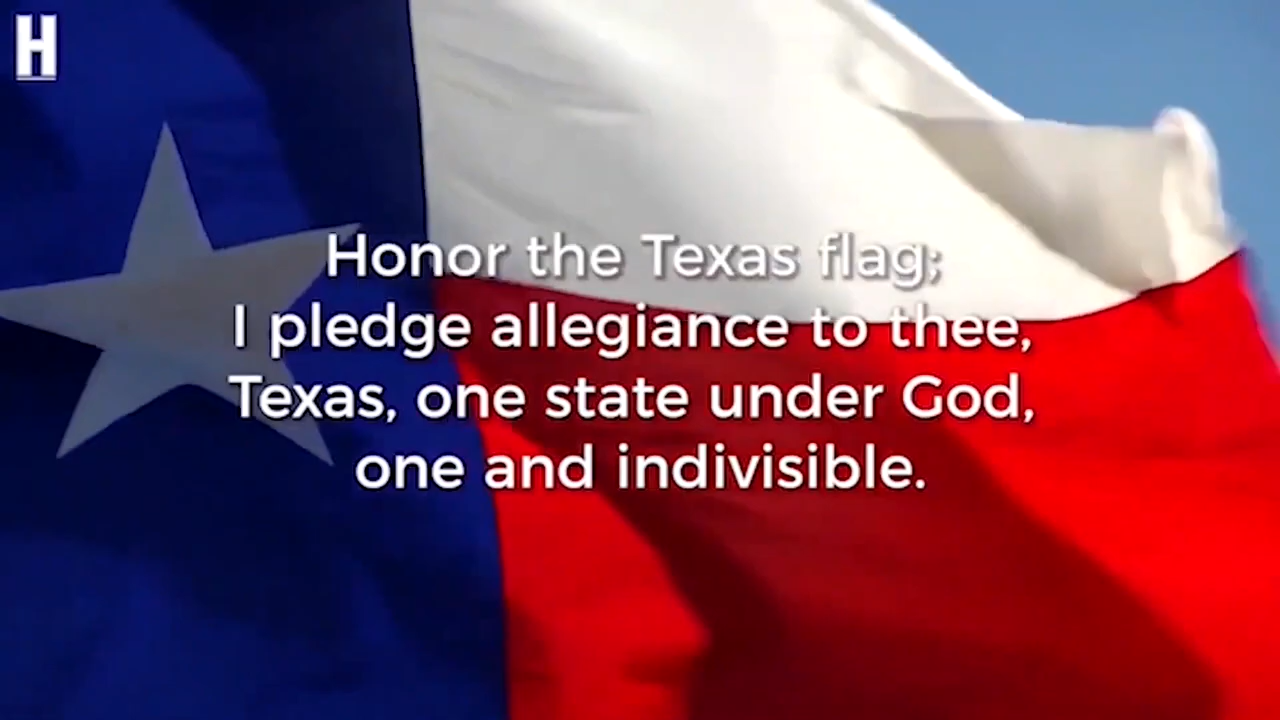 H
Honor the Texas flag;
I pledge allegiance to thee,
Texas, one state under God,
one and indivisible.